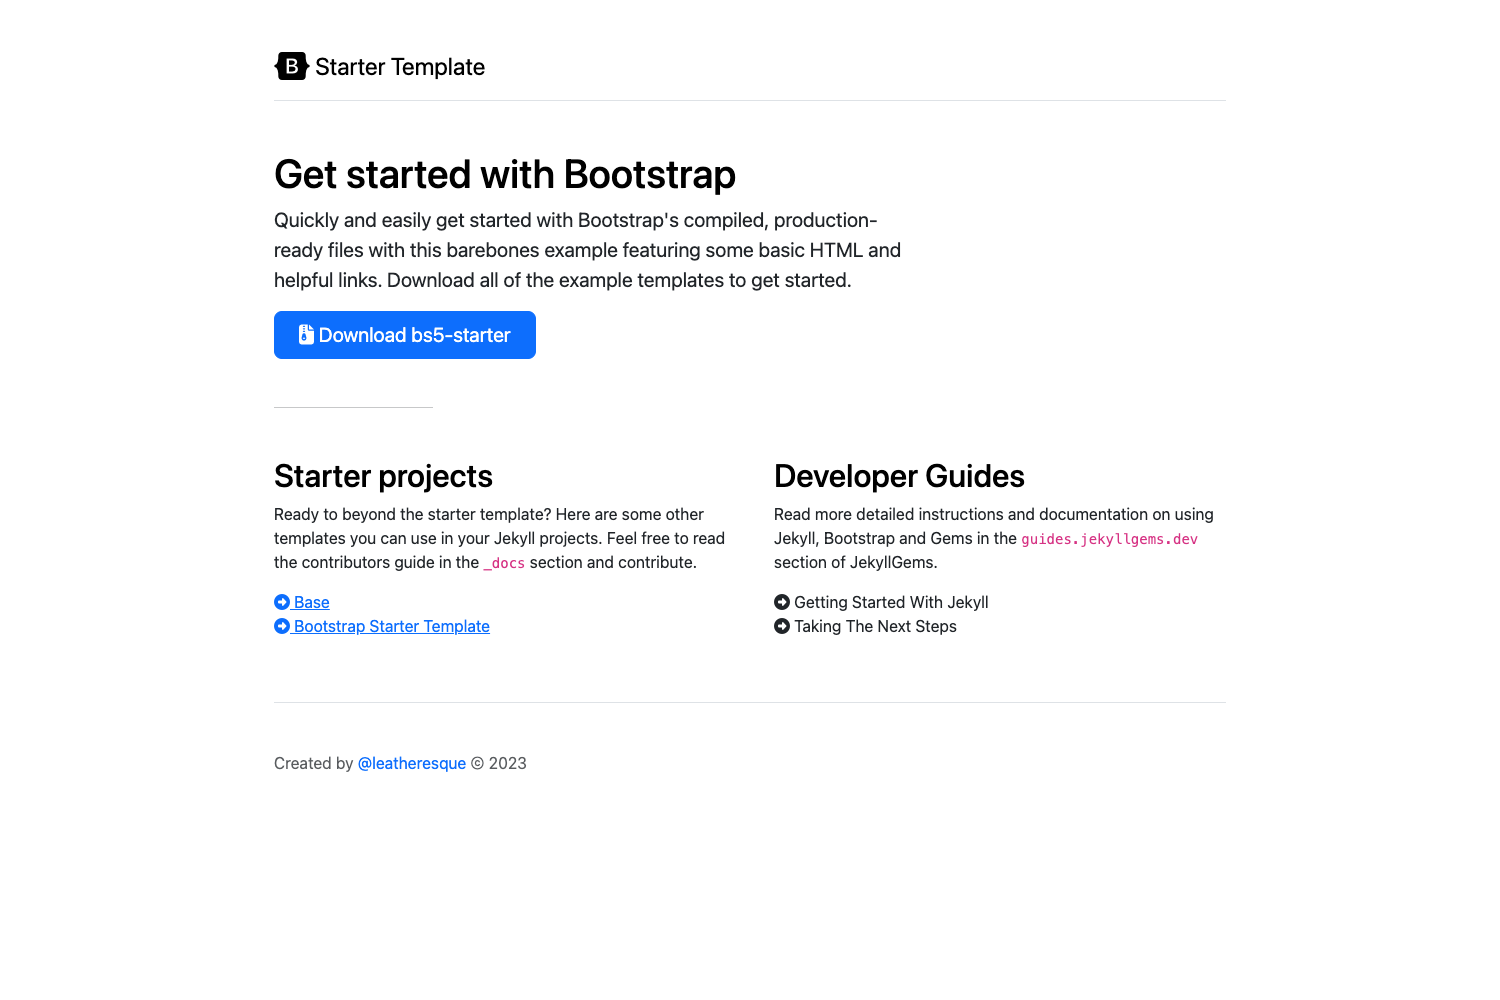 B Starter Template
Get started with Bootstrap
Quickly and easily get started with Bootstrap's compiled, production-
ready files with this barebones example featuring some basic HTML and
helpful links. Download all of the example templates to get started.
Download bs5-starter
Starter projects
Ready to beyond the starter template? Here are some other
templates you can use in your Jekyll projects. Feel free to read
the contributors guide in the _docs section and contribute.
Base
Bootstrap Starter Template
Developer Guides
Read more detailed instructions and documentation on using
Jekyll, Bootstrap and Gems in the guides.jekyllgems.dev
section of JekyllGems.
Getting Started With Jekyll
Taking The Next Steps
Created by @leatheresque © 2023